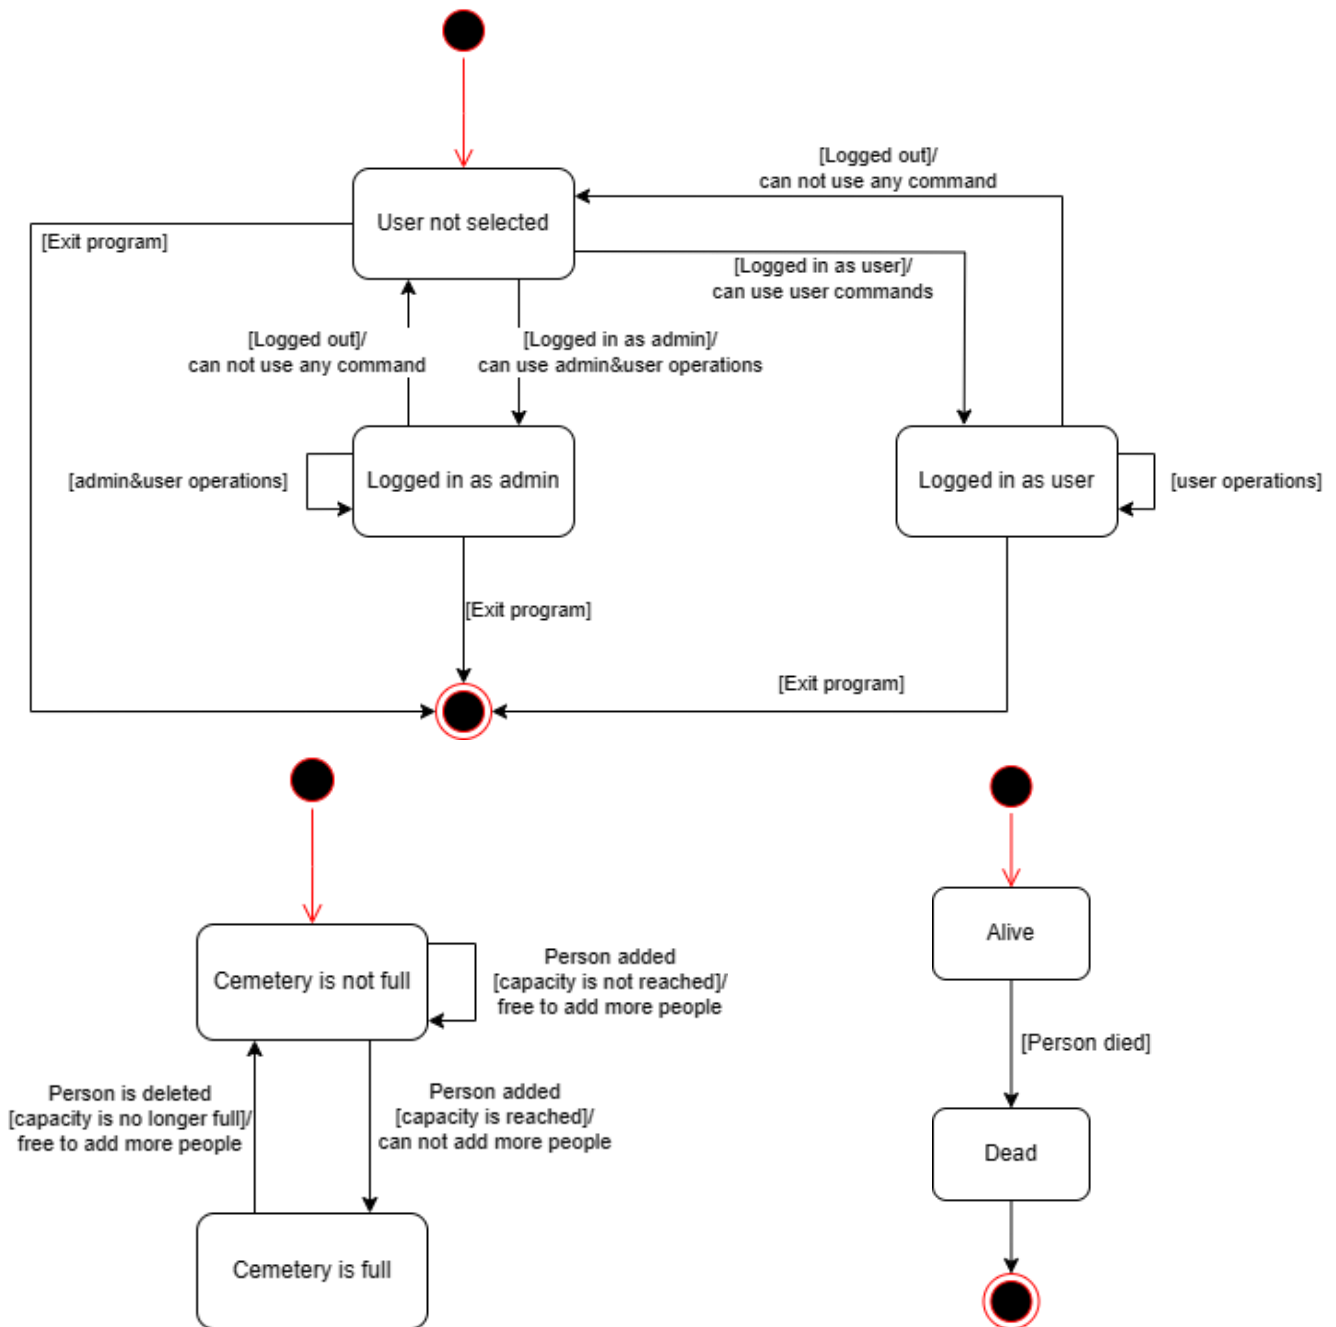 [Logged out]/
can not use any command
User not selected
[Exit program]
[Logged in as user]/
can use user commands
[Logged out]/
can not use any command
[Logged in as admin]/
can use admin&user operations
[admin&user operations]
Logged in as admin
Logged in as user
[user operations]
[Exit program]
[Exit program]
Cemetery is not full
Person added
[capacity is not reached]/
free to add more people
Person is deleted
[capacity is no longer full]/
free to add more people
Person added
[capacity is reached]/
can not add more people
Cemetery is full
Alive
[Person died]
Dead